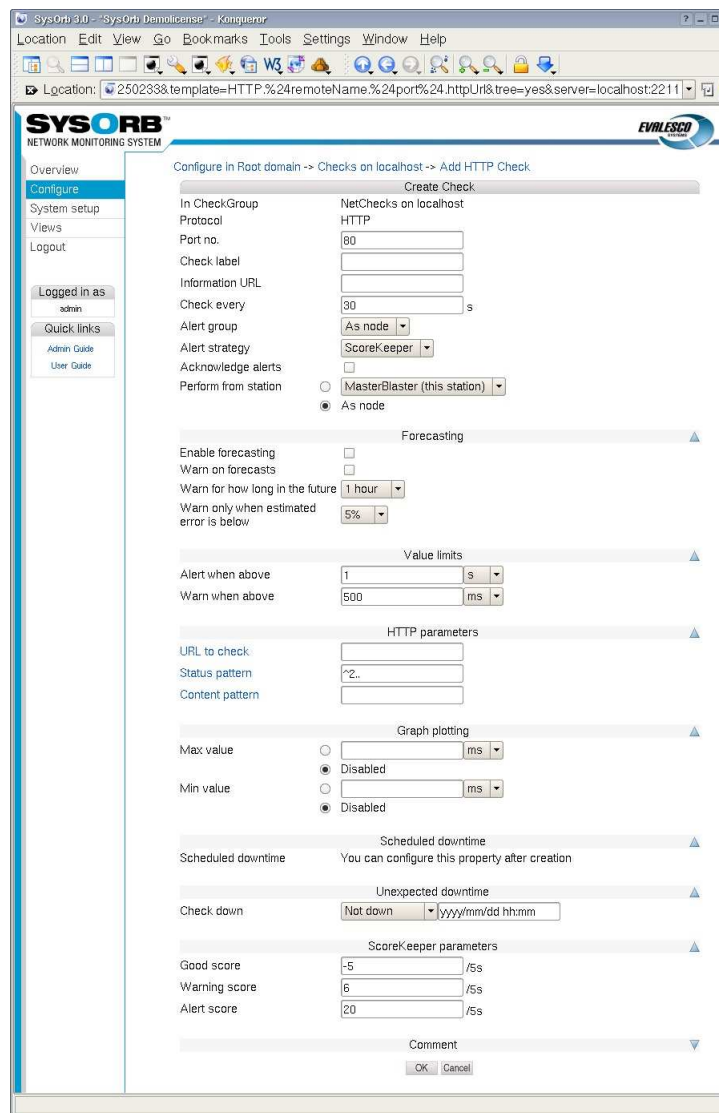 SysOrb 3.0 - "SysOrb Demolicense" - Konqueror
Location Edit View Go Bookmarks Tools Settings Window Help
Location: 250233&template=HTTP.%24remoteName.%24port%24.httpUrl&tree=yes&server=localhost:2211
SYSORB™
NETWORK MONITORING SYSTEM
EVALESCO
SYSTEMS
Overview
Configure
System setup
Views
Logout
Logged in as
admin
Quick links
Admin Guide
User Guide
Configure in Root domain -> Checks on localhost -> Add HTTP Check
Create Check
In CheckGroup NetChecks on localhost
Protocol HTTP
Port no. 80
Check label
Information URL
Check every 30 s
Alert group As node
Alert strategy ScoreKeeper
Acknowledge alerts
Perform from station MasterBlaster (this station)
As node
Forecasting
Enable forecasting
Warn on forecasts
Warn for how long in the future 1 hour
Warn only when estimated
error is below 5%
Value limits
Alert when above 1 s
Warn when above 500 ms
HTTP parameters
URL to check
Status pattern ^2..
Content pattern
Graph plotting
Max value ms
Disabled
Min value ms
Disabled
Scheduled downtime
Scheduled downtime You can configure this property after creation
Unexpected downtime
Check down Not down yyyy/mm/dd hh:mm
ScoreKeeper parameters
Good score -5 /5s
Warning score 6 /5s
Alert score 20 /5s
Comment
OK Cancel